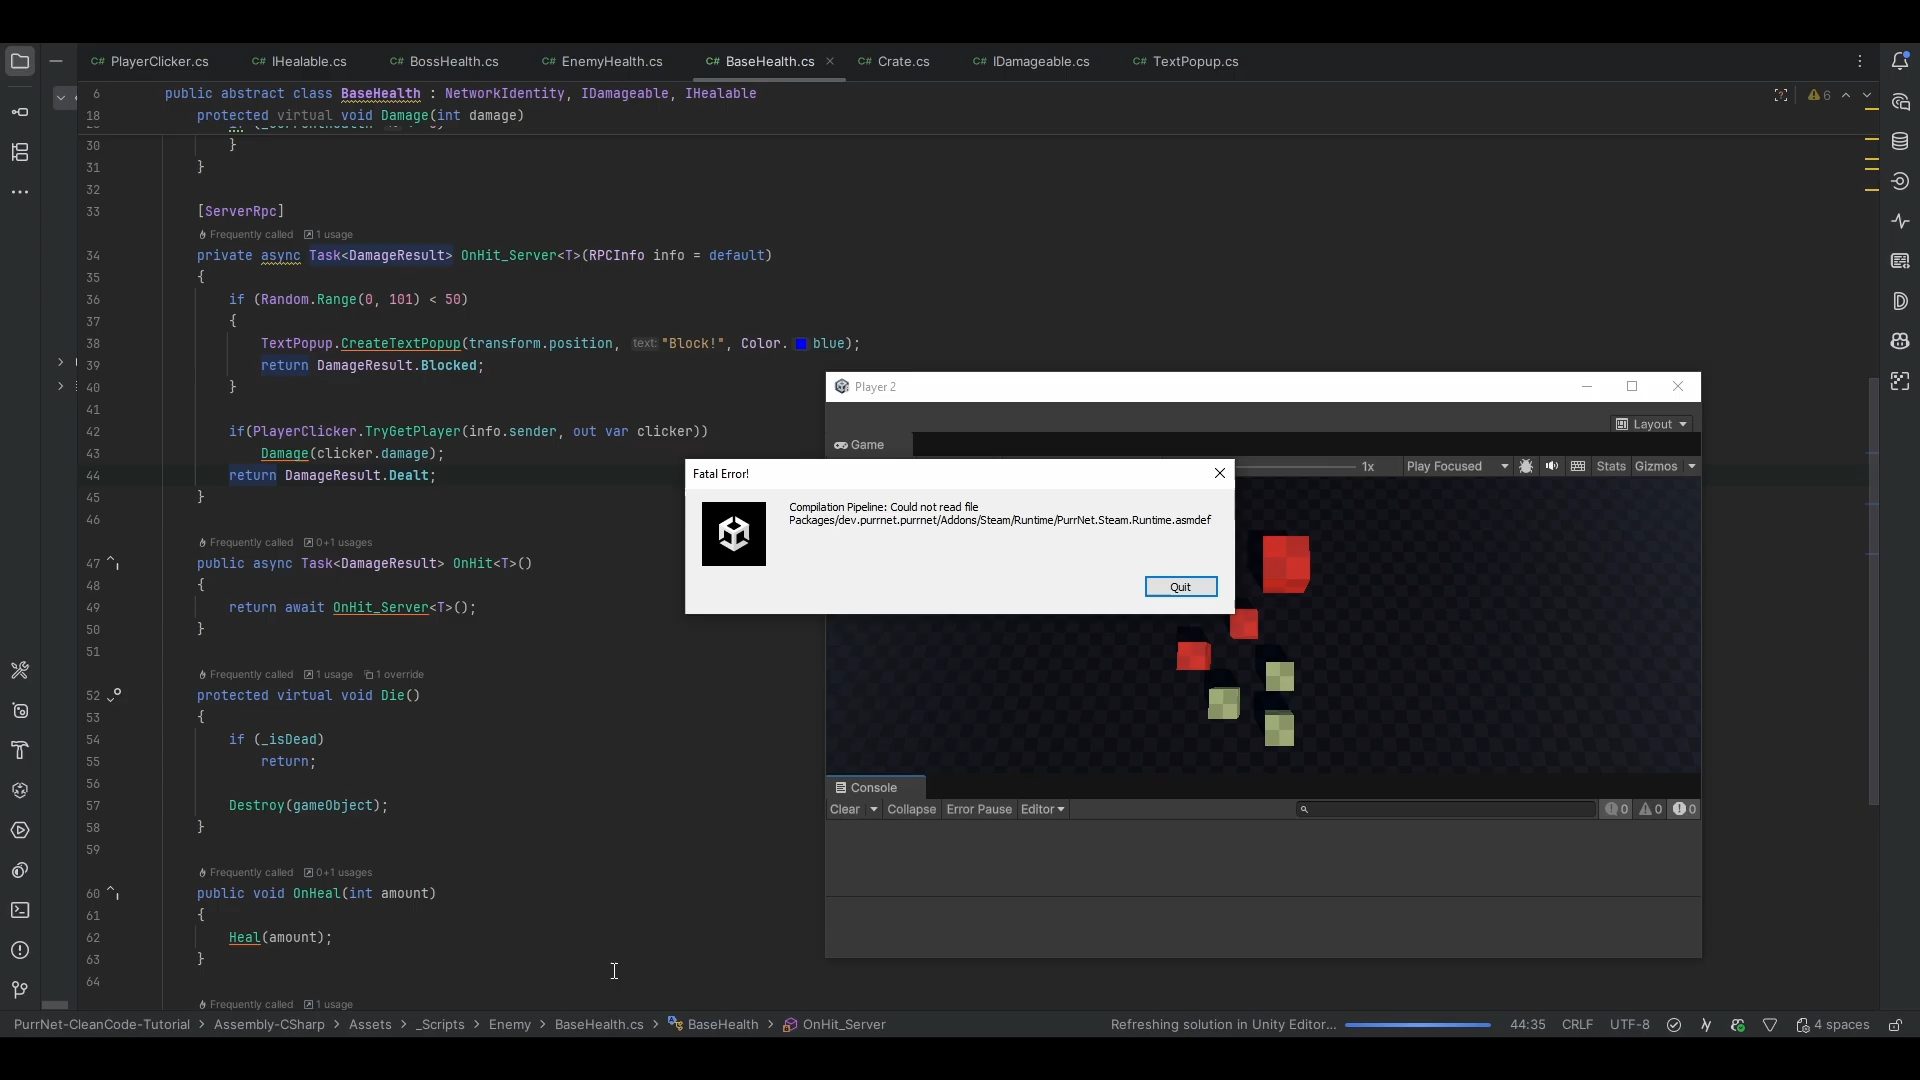 C# PlayerClicker.cs
C# IHealable.cs
C# BossHealth.cs
C# EnemyHealth.cs
C# BaseHealth.cs
C# Crate.cs
C# IDamageable.cs
C# TextPopup.cs
6 public abstract class BaseHealth : NetworkIdentity, IDamageable, IHealable
6
18 protected virtual void Damage(int damage)
30 }
31 }
32
33 [ServerRpc]
Frequently called 1 usage
34 private async Task<DamageResult> OnHit_Server<T>(RPCInfo info = default)
35 {
36 if (Random.Range(0, 101) < 50)
37 {
38 TextPopup.CreateTextPopup(transform.position, text: "Block!", Color. blue);
39 return DamageResult.Blocked;
40 }
41
42 if(PlayerClicker.TryGetPlayer(info.sender, out var clicker))
43 Damage(clicker.damage);
44 return DamageResult.Dealt;
45 }
46
Frequently called 0+1 usages
47 public async Task<DamageResult> OnHit<T>()
48 {
49 return await OnHit_Server<T>();
50 }
51
Frequently called 1 usage 1 override
52 protected virtual void Die()
53 {
54 if (_isDead)
55 return;
56
57 Destroy(gameObject);
58 }
59
Frequently called 0+1 usages
60 public void OnHeal(int amount)
61 {
62 Heal(amount);
63 }
64
Frequently called 1 usage
Player 2
Layout
Game
1x Play Focused Stats Gizmos
Fatal Error!
Compilation Pipeline: Could not read file
Packages/dev.purrnet.purrnet/Addons/Steam/Runtime/PurrNet.Steam.Runtime.asmdef
Quit
Console
Clear Collapse Error Pause Editor 0 0 0
PurrNet-CleanCode-Tutorial > Assembly-CSharp > Assets > _Scripts > Enemy > BaseHealth.cs > BaseHealth > OnHit_Server
Refreshing solution in Unity Editor... 44:35 CRLF UTF-8 4 spaces